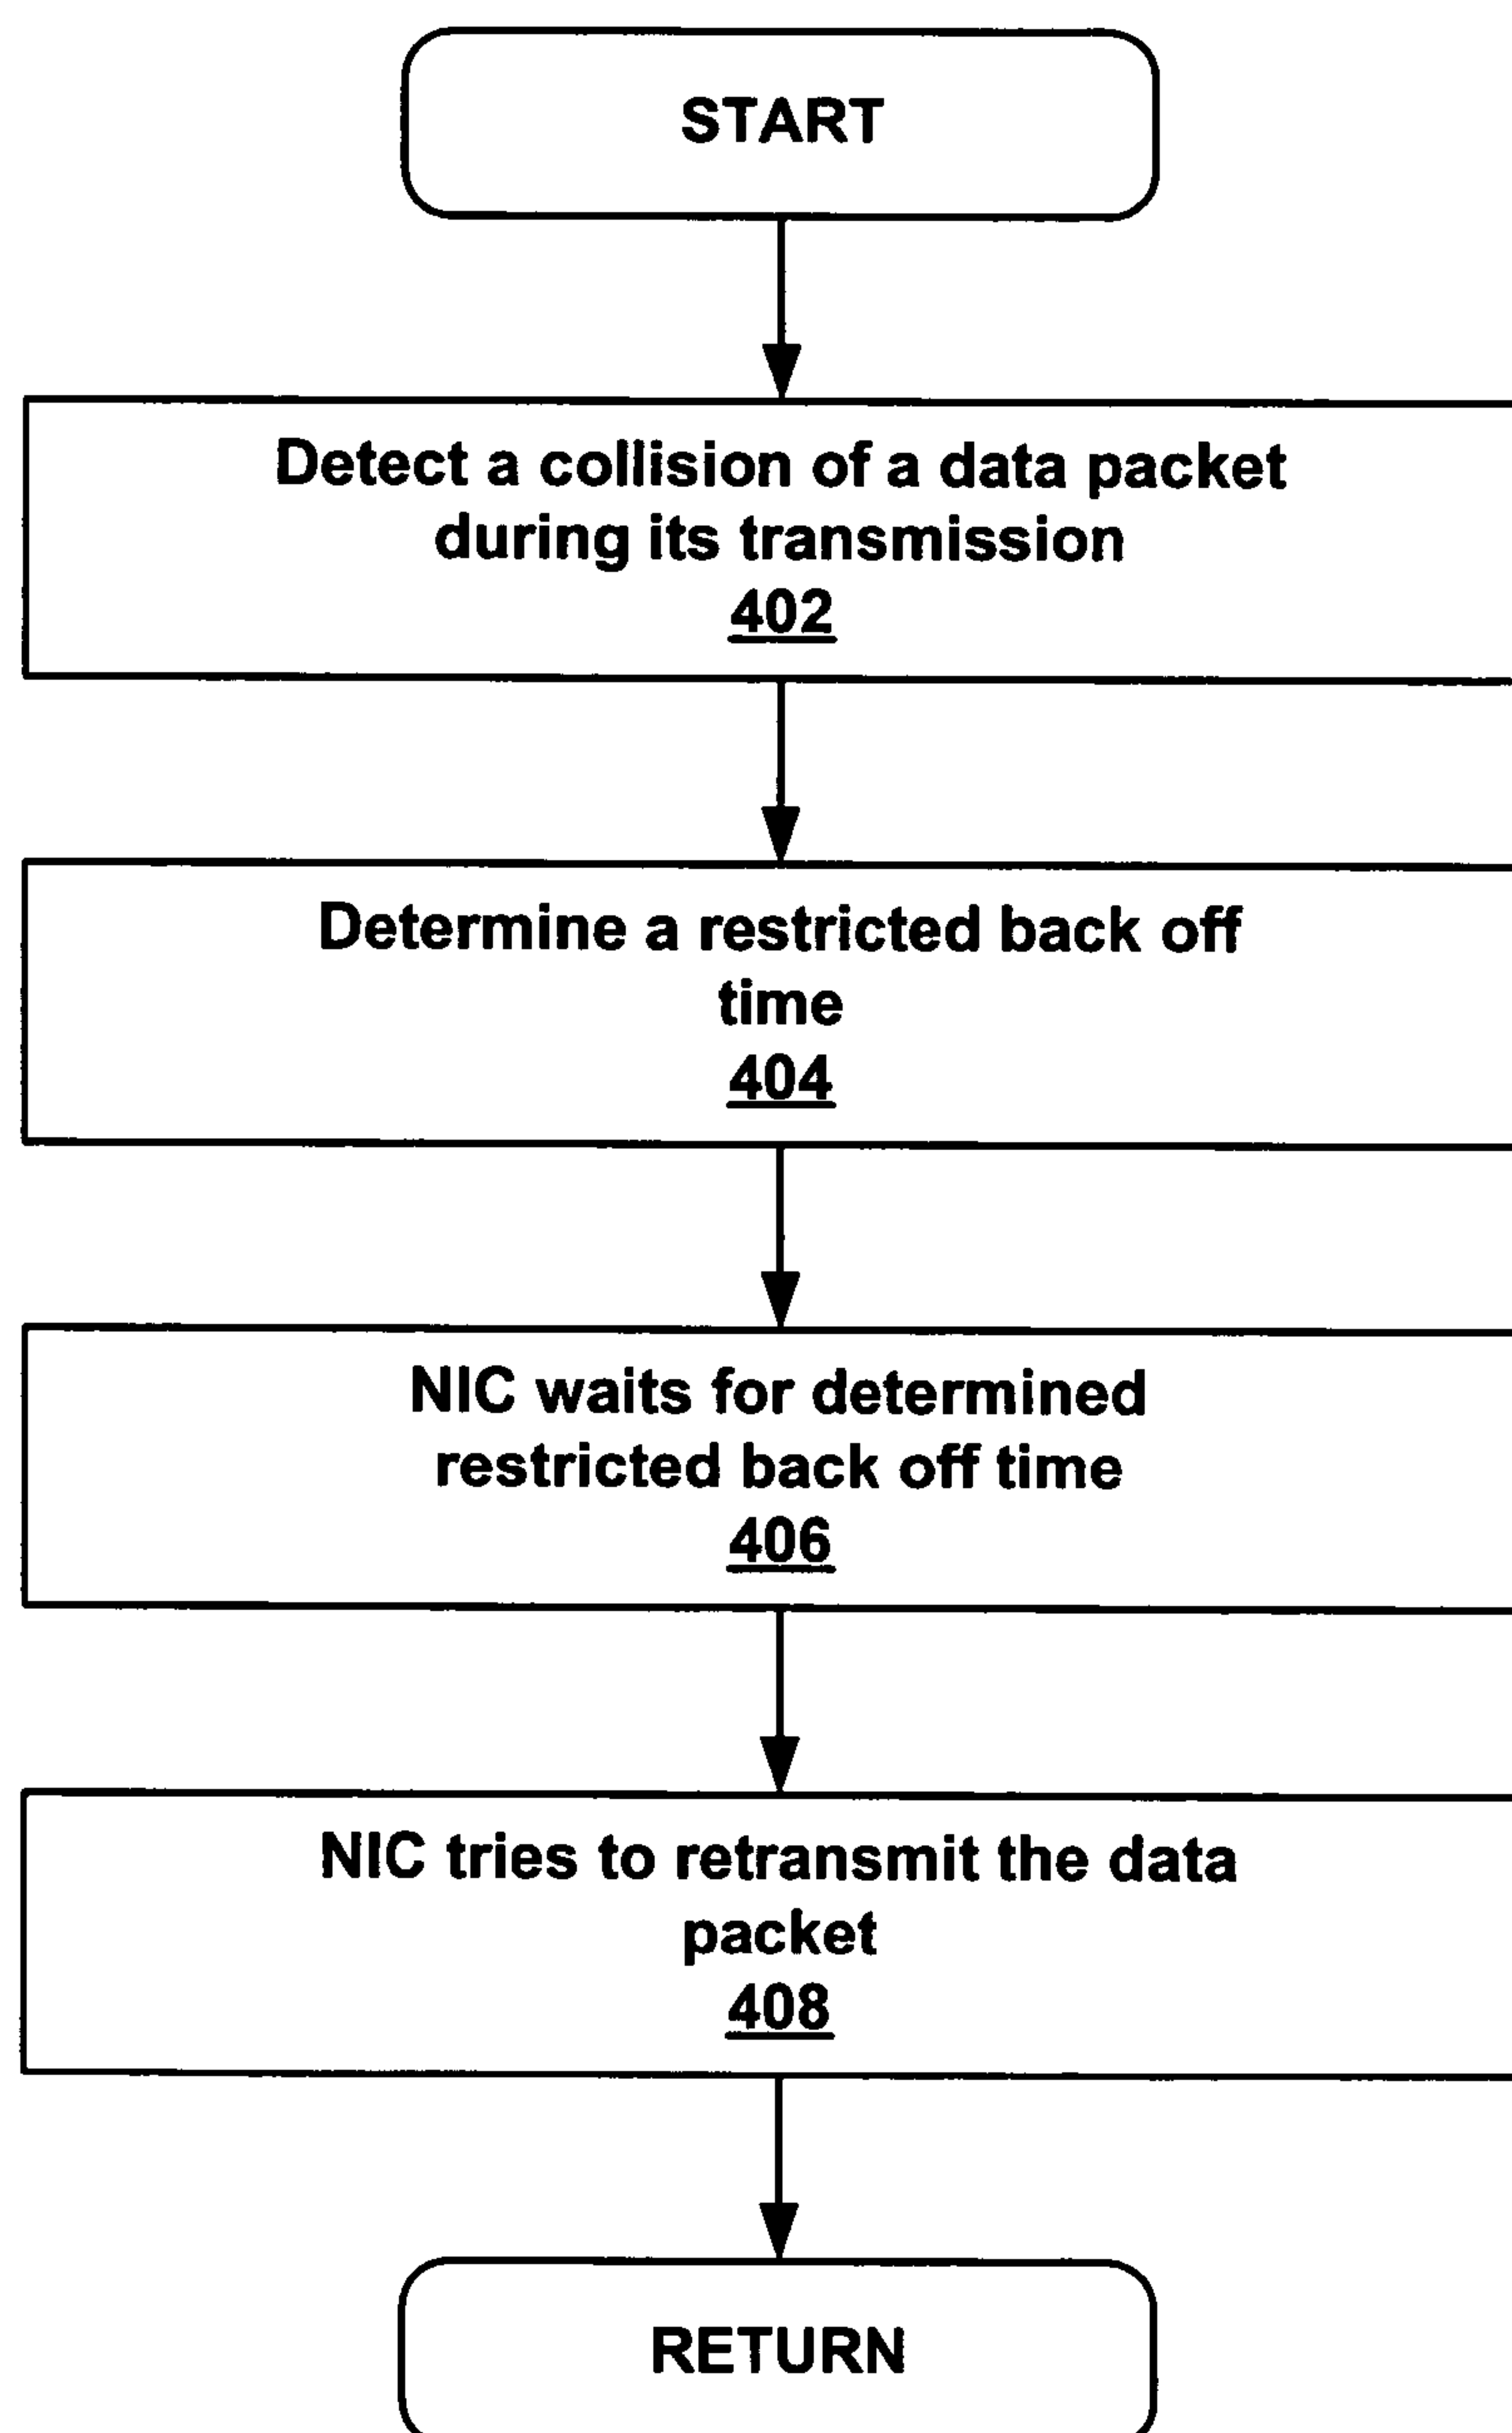 START
Detect a collision of a data packet
during its transmission
402
Determine a restricted back off
time
404
NIC waits for determined
restricted back off time
406
NIC tries to retransmit the data
packet
408
RETURN